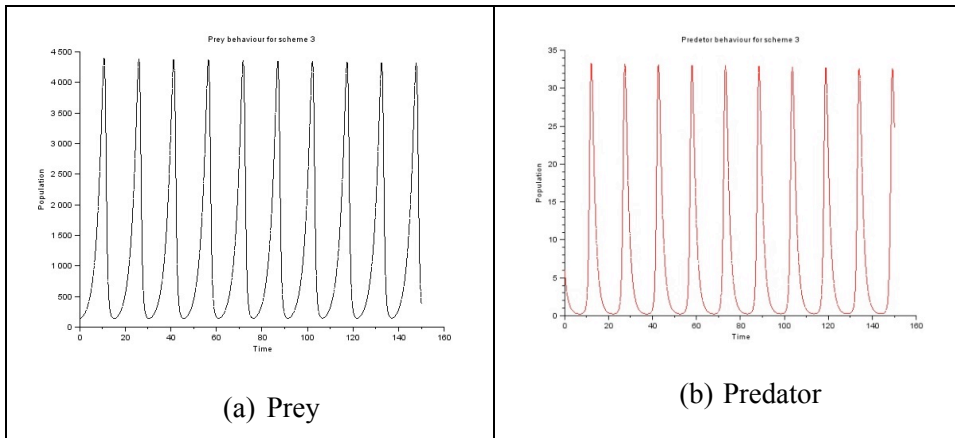 Prey behaviour for scheme 3
4 500
4 000
3 500
3 000
2 500
2 000
1 500
1 000
500
0
Population
0 20 40 60 80 100 120 140 160
Time
(a) Prey
Predetor behaviour for scheme 3
35
30
25
20
15
10
5
0
Population
0 20 40 60 80 100 120 140 160
Time
(b) Predator